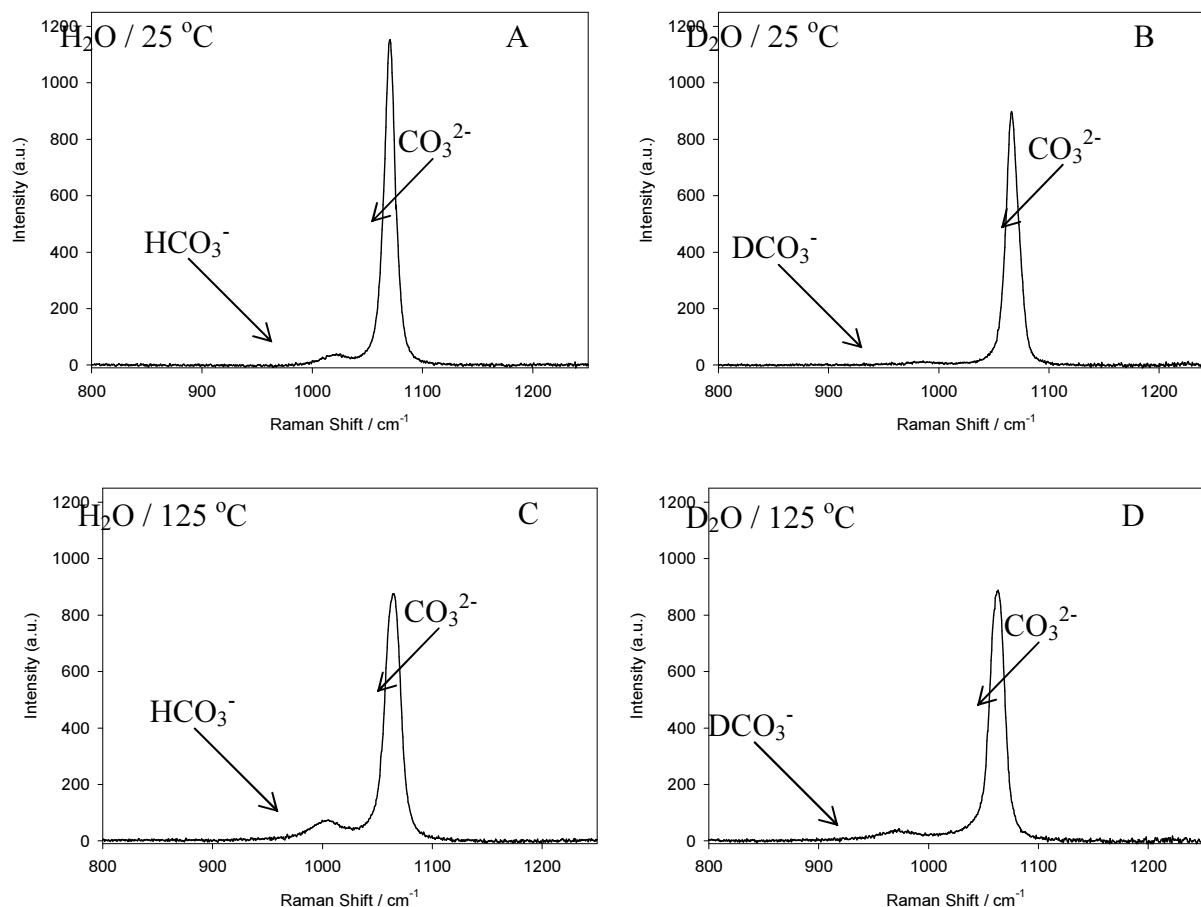 H₂O / 25 °C
A
1200
1000
800
600
400
200
0
Intensity (a.u.)
CO₃²⁻
HCO₃⁻
800 900 1000 1100 1200
Raman Shift / cm⁻¹
D₂O / 25 °C
B
1200
1000
800
600
400
200
0
Intensity (a.u.)
CO₃²⁻
DCO₃⁻
800 900 1000 1100 1200
Raman Shift / cm⁻¹
H₂O / 125 °C
C
1200
1000
800
600
400
200
0
Intensity (a.u.)
CO₃²⁻
HCO₃⁻
800 900 1000 1100 1200
Raman Shift / cm⁻¹
D₂O / 125 °C
D
1200
1000
800
600
400
200
0
Intensity (a.u.)
CO₃²⁻
DCO₃⁻
800 900 1000 1100 1200
Raman Shift / cm⁻¹